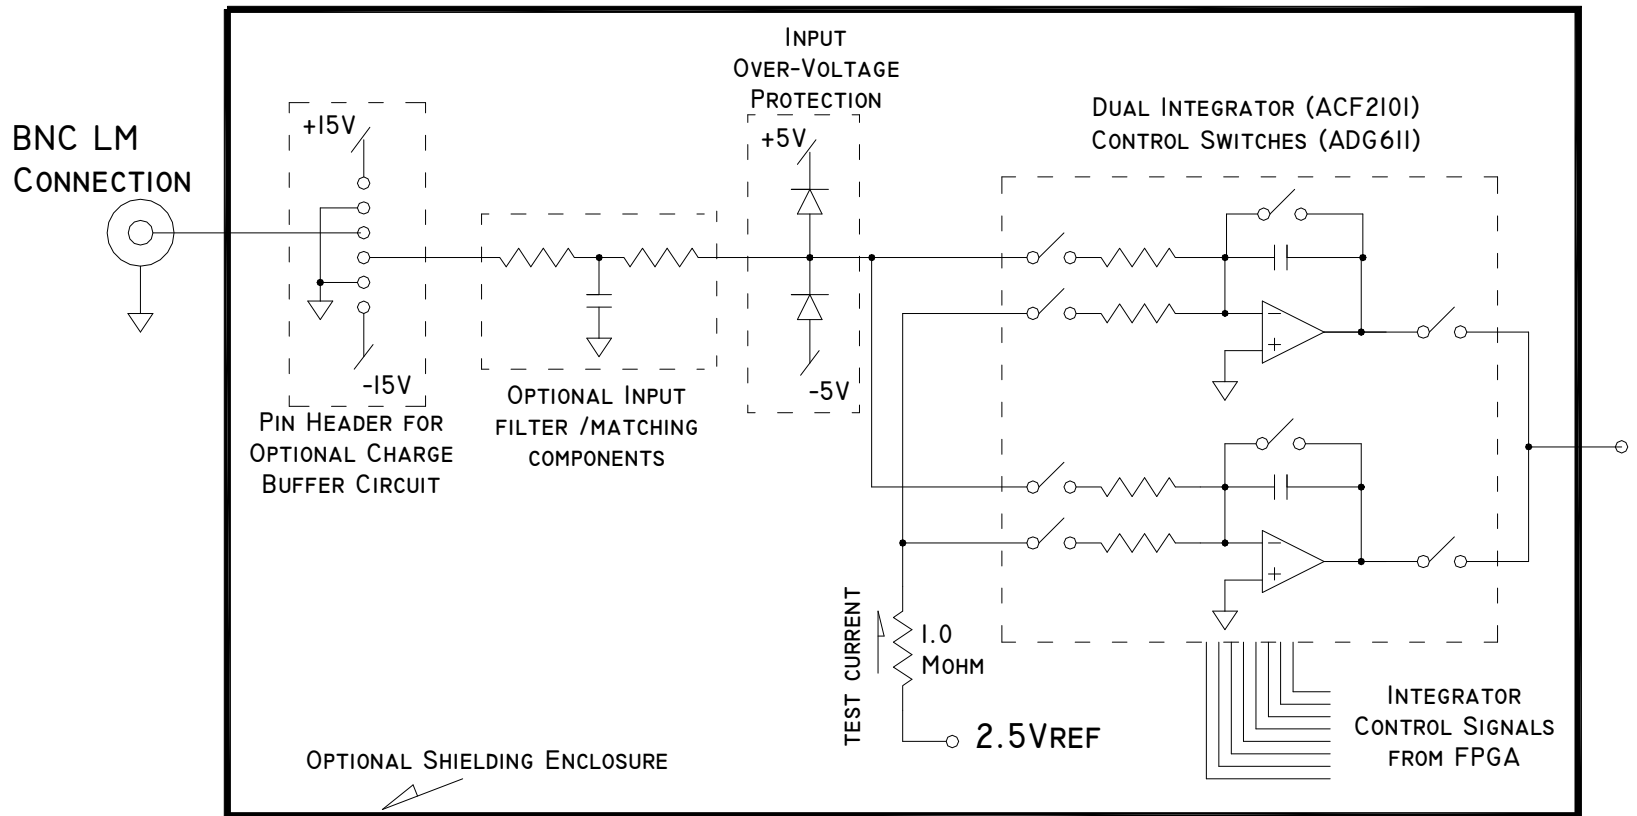 INPUT
OVER-VOLTAGE
PROTECTION
DUAL INTEGRATOR (ACF2101)
CONTROL SWITCHES (ADG611)
BNC LM
CONNECTION
+15V
+5V
-15V
-5V
PIN HEADER FOR
OPTIONAL CHARGE
BUFFER CIRCUIT
OPTIONAL INPUT
FILTER /MATCHING
COMPONENTS
−
+
−
+
TEST CURRENT
1.0
MOHM
2.5VREF
INTEGRATOR
CONTROL SIGNALS
FROM FPGA
OPTIONAL SHIELDING ENCLOSURE